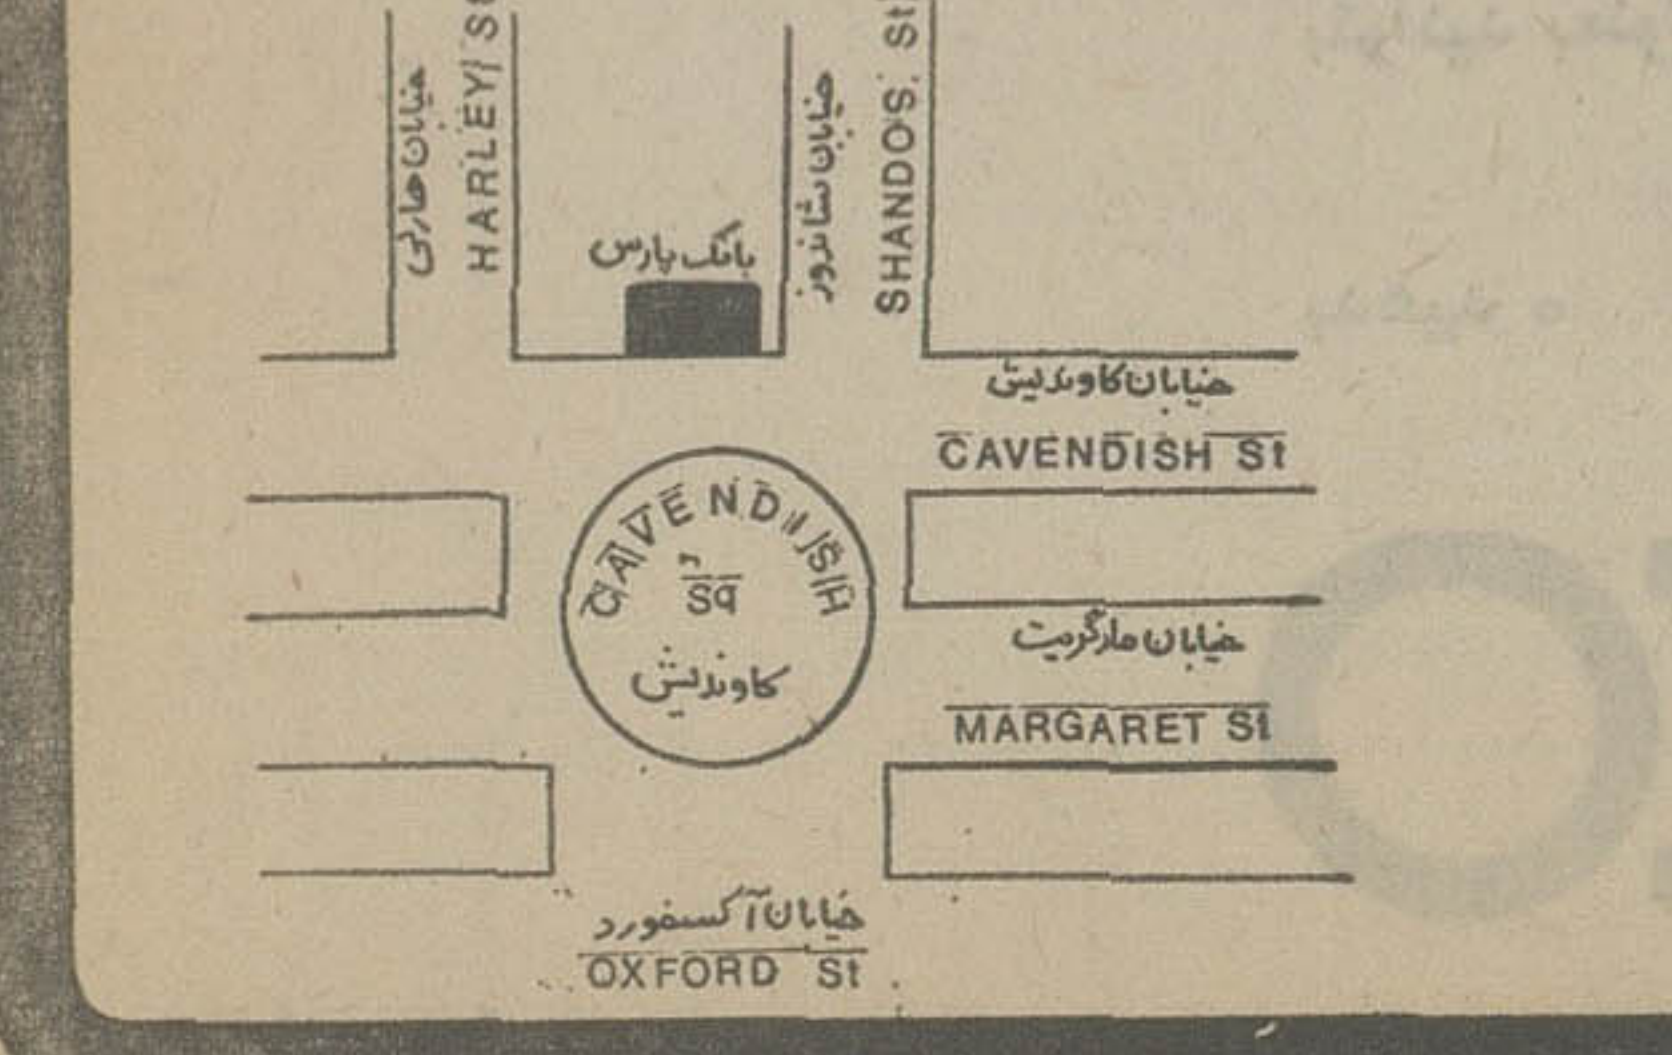 خیابان هارلی
HARLEY St
خیابان شاندوز
SHANDOS. St
بانک پارس
خیابان کاوندیش
CAVENDISH St
CAVENDISH
Sq
کاوندیش
خیابان مارگریت
MARGARET St
خیابان آکسفورد
OXFORD St